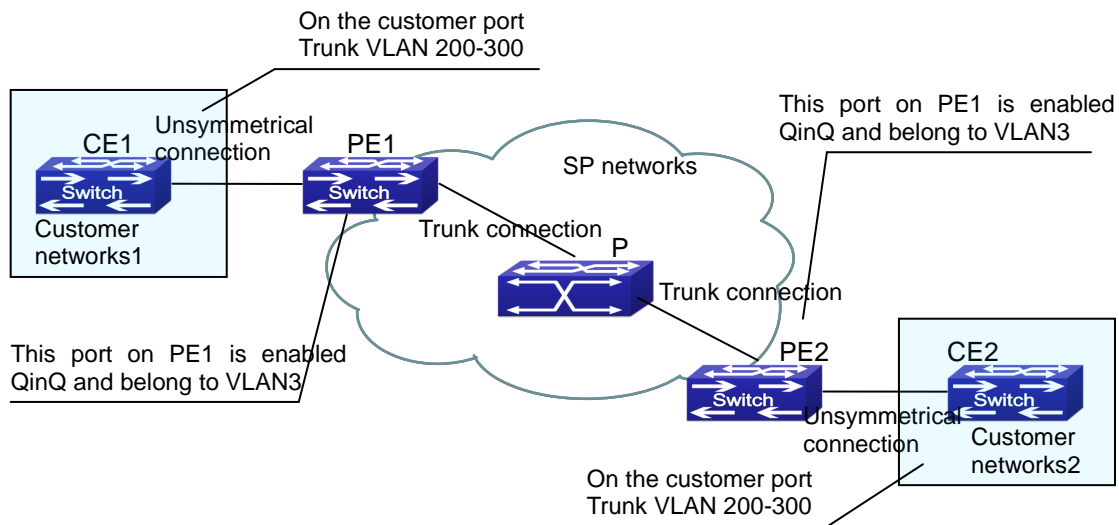 On the customer port
Trunk VLAN 200-300
This port on PE1 is enabled
QinQ and belong to VLAN3
Unsymmetrical
connection
CE1
PE1
SP networks
Switch
Switch
Customer
networks1
Trunk connection
P
Trunk connection
This port on PE1 is enabled
QinQ and belong to VLAN3
PE2
CE2
Switch
Switch
Unsymmetrical
connection
Customer
networks2
On the customer port
Trunk VLAN 200-300